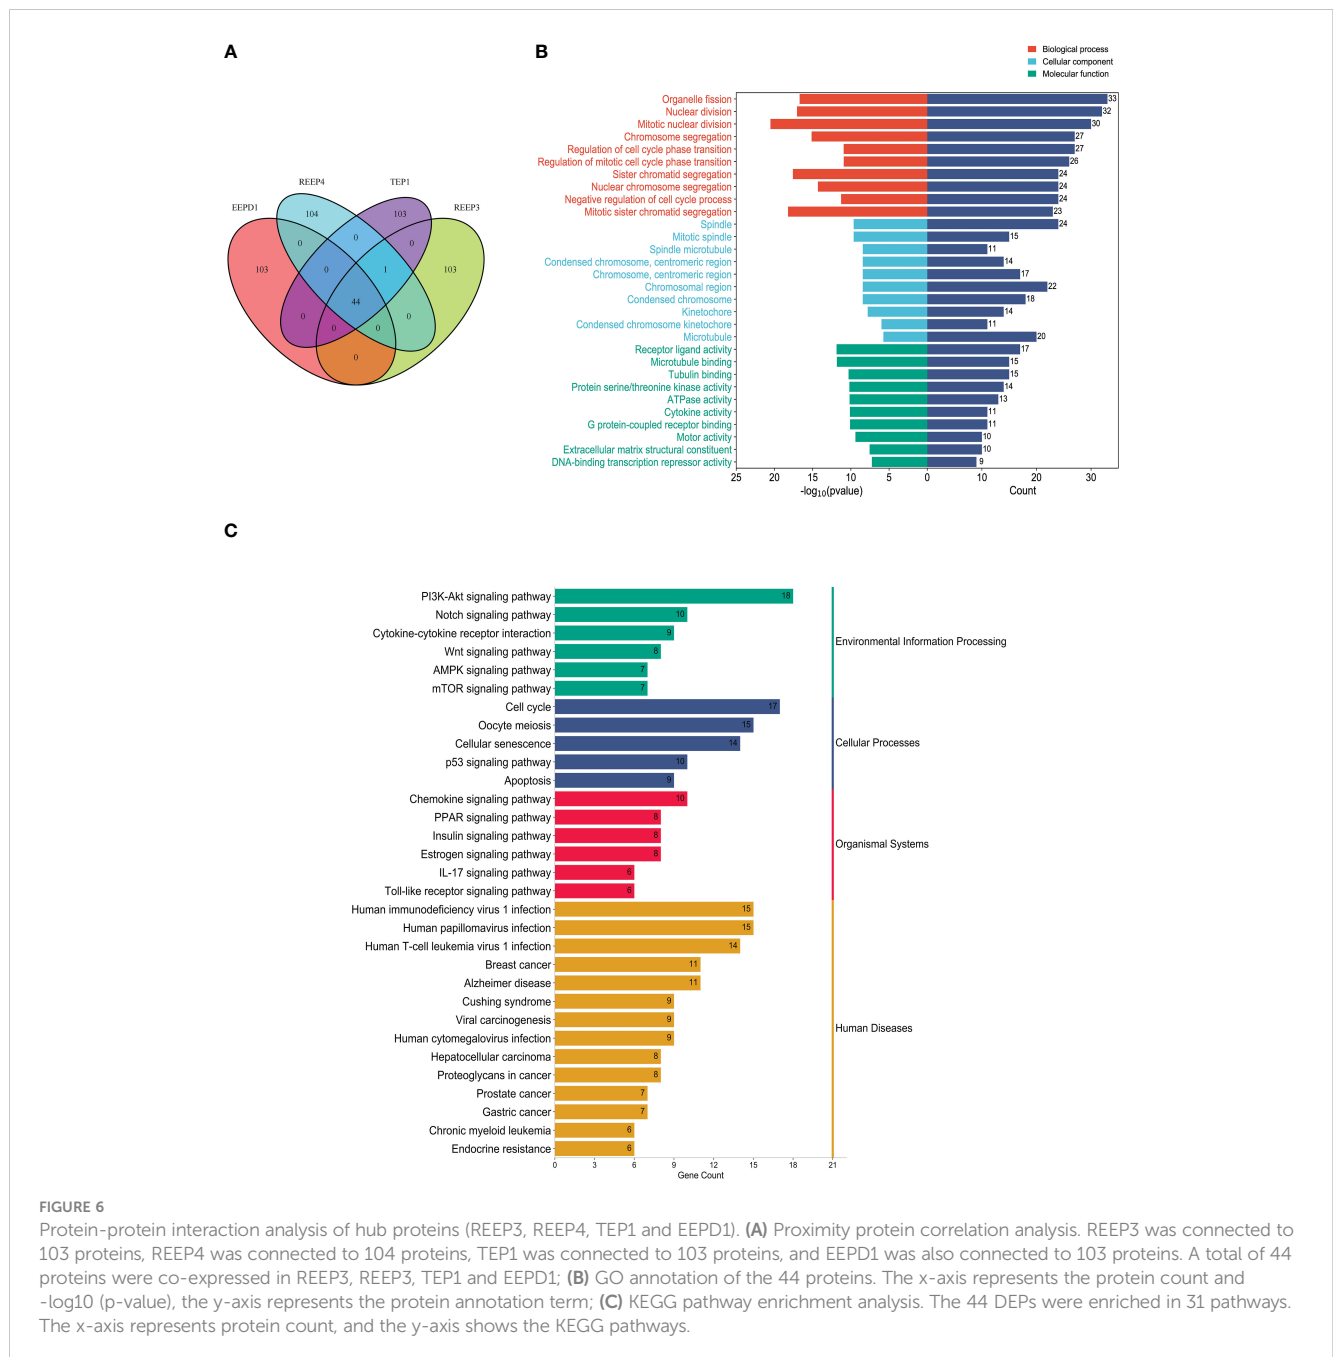 A
REEP4
TEP1
EEPD1
REEP3
104
103
0
0
0
103
0
1
103
44
0
0
0
0
0
B
Biological process
Cellular component
Molecular function
Organelle fission 33
Nuclear division 32
Mitotic nuclear division 30
Chromosome segregation 27
Regulation of cell cycle phase transition 27
Regulation of mitotic cell cycle phase transition 26
Sister chromatid segregation 24
Nuclear chromosome segregation 24
Negative regulation of cell cycle process 24
Mitotic sister chromatid segregation 23
Spindle 24
Mitotic spindle 15
Spindle microtubule 11
Condensed chromosome, centromeric region 14
Chromosome, centromeric region 17
Chromosomal region 22
Condensed chromosome 18
Kinetochore 14
Condensed chromosome kinetochore 11
Microtubule 20
Receptor ligand activity 17
Microtubule binding 15
Tubulin binding 15
Protein serine/threonine kinase activity 14
ATPase activity 13
Cytokine activity 11
G protein-coupled receptor binding 11
Motor activity 10
Extracellular matrix structural constituent 10
DNA-binding transcription repressor activity 9
25 20 15 10 5 0 10 20 30
-log10(pvalue) Count
C
PI3K-Akt signaling pathway 18
Notch signaling pathway 10
Cytokine-cytokine receptor interaction 9
Environmental Information Processing
Wnt signaling pathway 8
AMPK signaling pathway 7
mTOR signaling pathway 7
Cell cycle 17
Oocyte meiosis 15
Cellular senescence 14
Cellular Processes
p53 signaling pathway 10
Apoptosis 9
Chemokine signaling pathway 10
PPAR signaling pathway 8
Insulin signaling pathway 8
Organismal Systems
Estrogen signaling pathway 8
IL-17 signaling pathway 6
Toll-like receptor signaling pathway 6
Human immunodeficiency virus 1 infection 15
Human papillomavirus infection 15
Human T-cell leukemia virus 1 infection 14
Breast cancer 11
Alzheimer disease 11
Cushing syndrome 9
Viral carcinogenesis 9
Human Diseases
Human cytomegalovirus infection 9
Hepatocellular carcinoma 8
Proteoglycans in cancer 8
Prostate cancer 7
Gastric cancer 7
Chronic myeloid leukemia 6
Endocrine resistance 6
0 3 6 9 12 15 18 21
Gene Count
FIGURE 6
Protein-protein interaction analysis of hub proteins (REEP3, REEP4, TEP1 and EEPD1). (A) Proximity protein correlation analysis. REEP3 was connected to
103 proteins, REEP4 was connected to 104 proteins, TEP1 was connected to 103 proteins, and EEPD1 was also connected to 103 proteins. A total of 44
proteins were co-expressed in REEP3, REEP3, TEP1 and EEPD1; (B) GO annotation of the 44 proteins. The x-axis represents the protein count and
-log10 (p-value), the y-axis represents the protein annotation term; (C) KEGG pathway enrichment analysis. The 44 DEPs were enriched in 31 pathways.
The x-axis represents protein count, and the y-axis shows the KEGG pathways.